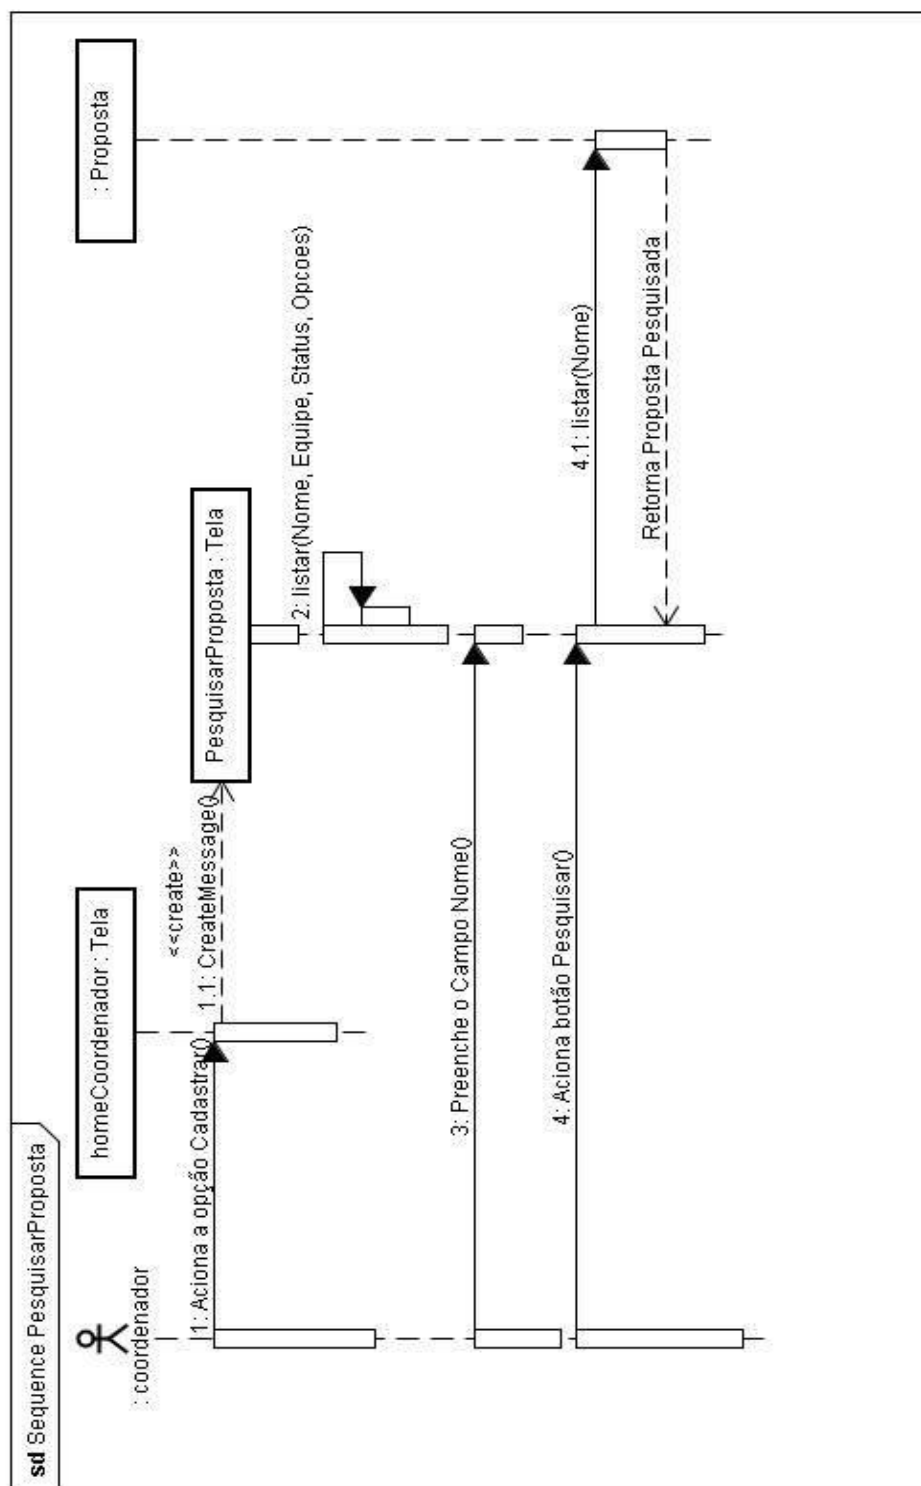 sd Sequence PesquisarProposta
: coordenador
homeCoordenador : Tela
PesquisarProposta : Tela
: Proposta
1: Aciona a opção Cadastrar()
<<create>>
1.1: CreateMessage()
2: listar(Nome, Equipe, Status, Opcoes)
3: Preenche o Campo Nome()
4: Aciona botão Pesquisar()
4.1: listar(Nome)
Retorna Proposta Pesquisada